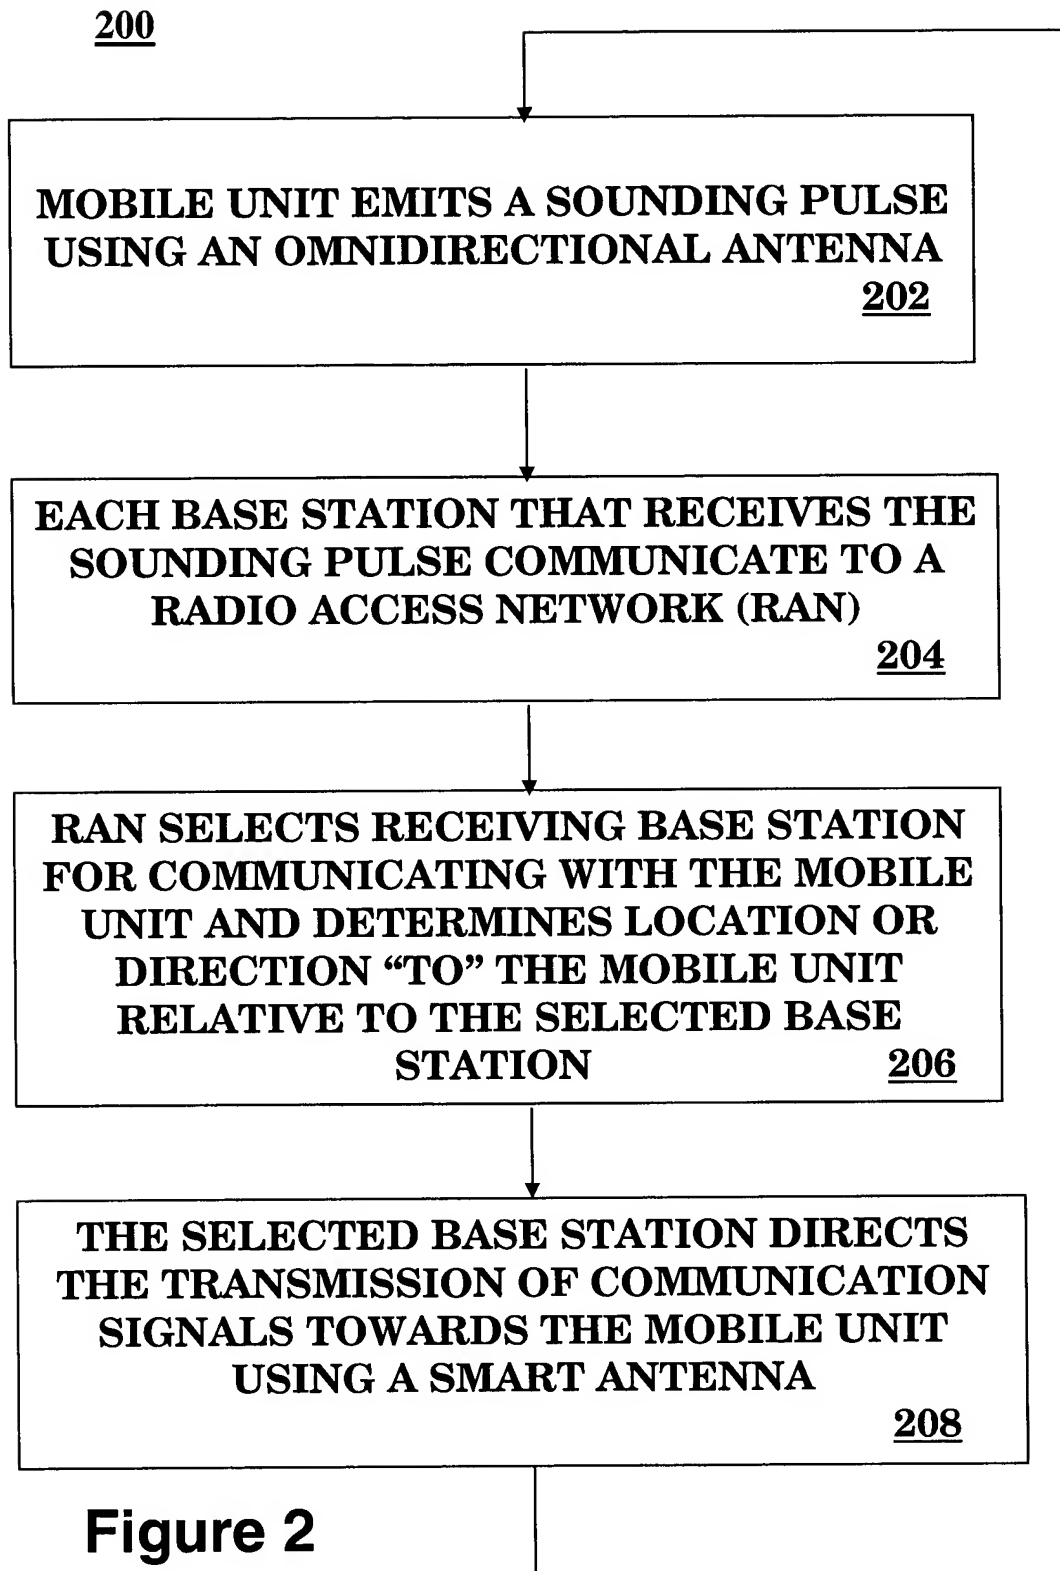 200
MOBILE UNIT EMITS A SOUNDING PULSE
USING AN OMNIDIRECTIONAL ANTENNA
202
EACH BASE STATION THAT RECEIVES THE
SOUNDING PULSE COMMUNICATE TO A
RADIO ACCESS NETWORK (RAN)
204
RAN SELECTS RECEIVING BASE STATION
FOR COMMUNICATING WITH THE MOBILE
UNIT AND DETERMINES LOCATION OR
DIRECTION “TO” THE MOBILE UNIT
RELATIVE TO THE SELECTED BASE
STATION 206
THE SELECTED BASE STATION DIRECTS
THE TRANSMISSION OF COMMUNICATION
SIGNALS TOWARDS THE MOBILE UNIT
USING A SMART ANTENNA
208
Figure 2